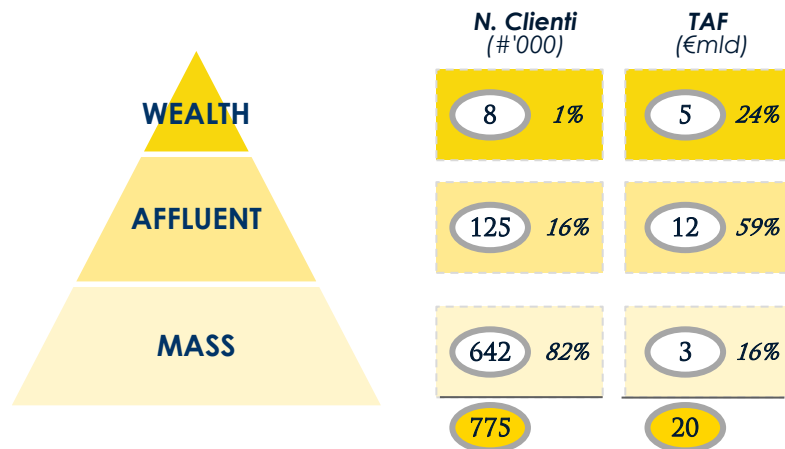 N. Clienti TAF
(#'000) (€mld)
WEALTH 8 1% 5 24%
AFFLUENT 125 16% 12 59%
MASS 642 82% 3 16%
775 20